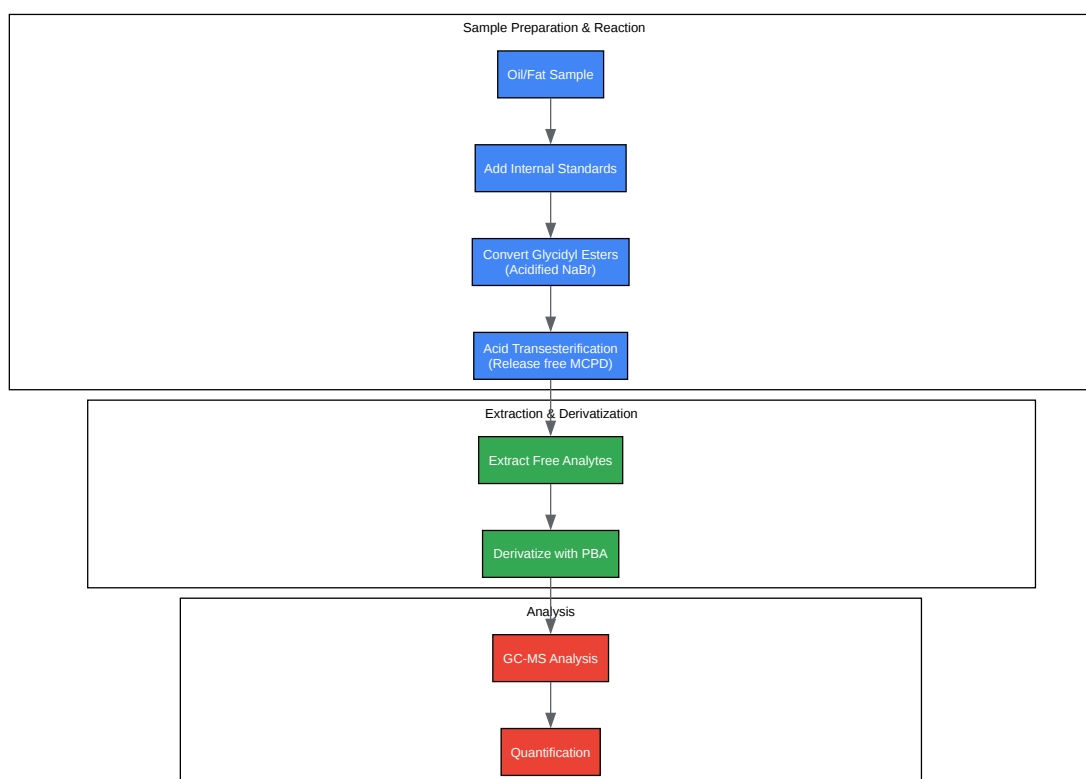 Sample Preparation & Reaction
Oil/Fat Sample
Add Internal Standards
Convert Glycidyl Esters
(Acidified NaBr)
Acid Transesterification
(Release free MCPD)
Extraction & Derivatization
Extract Free Analytes
Derivatize with PBA
Analysis
GC-MS Analysis
Quantification